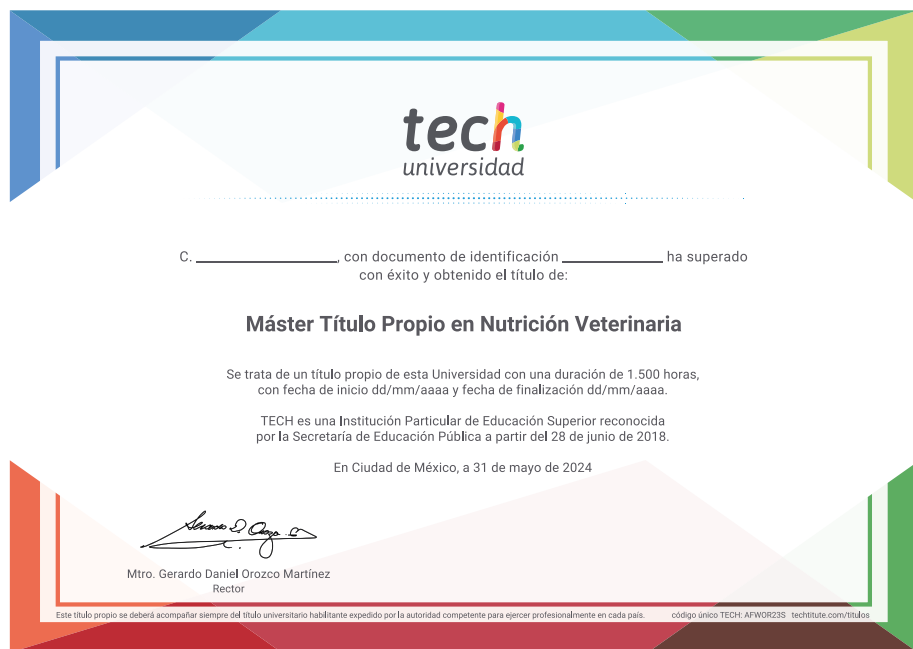 tech
universidad
C. __________________, con documento de identificación _____________ ha superado
con éxito y obtenido el título de:
Máster Título Propio en Nutrición Veterinaria
Se trata de un título propio de esta Universidad con una duración de 1.500 horas,
con fecha de inicio dd/mm/aaaa y fecha de finalización dd/mm/aaaa.
TECH es una Institución Particular de Educación Superior reconocida
por la Secretaría de Educación Pública a partir del 28 de junio de 2018.
En Ciudad de México, a 31 de mayo de 2024
Mtro. Gerardo Daniel Orozco Martínez
Rector
Este título propio se deberá acompañar siempre del título universitario habilitante expedido por la autoridad competente para ejercer profesionalmente en cada país. código único TECH: AFWOR23S techtitute.com/titulos